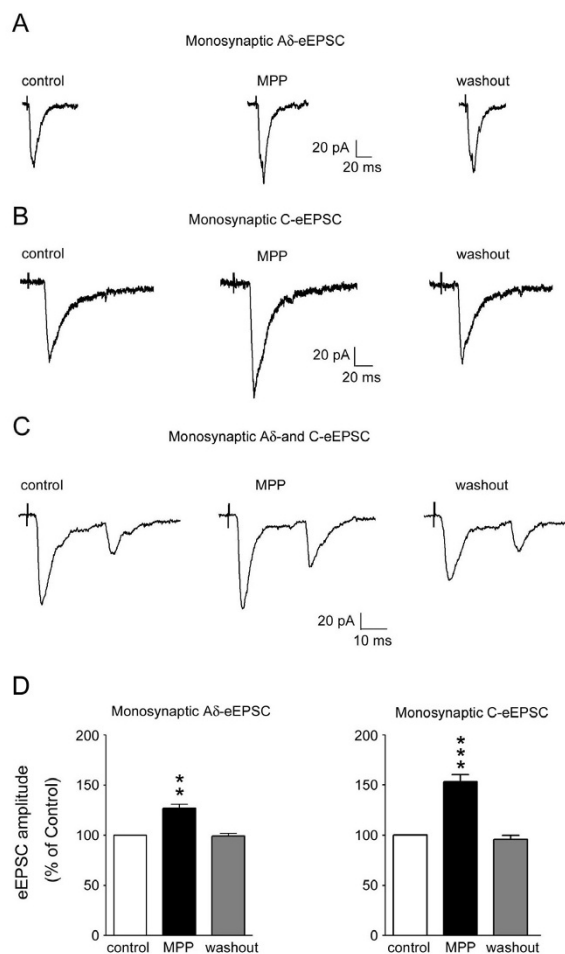 A
Monosynaptic Aδ-eEPSC
control MPP washout
20 pA
20 ms
B
Monosynaptic C-eEPSC
control MPP washout
20 pA
20 ms
C
Monosynaptic Aδ-and C-eEPSC
control MPP washout
20 pA
10 ms
D
Monosynaptic Aδ-eEPSC
eEPSC amplitude
(% of Control)
200
150
100
50
0
**
control MPP washout
Monosynaptic C-eEPSC
200
150
100
50
0
***
control MPP washout